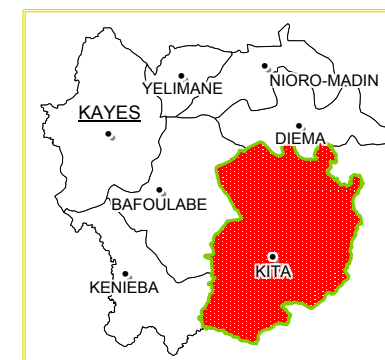 YELIMANE
NIORO-MADIN
KAYES
DIEMA
BAFOULABE
KITA
KENIEBA